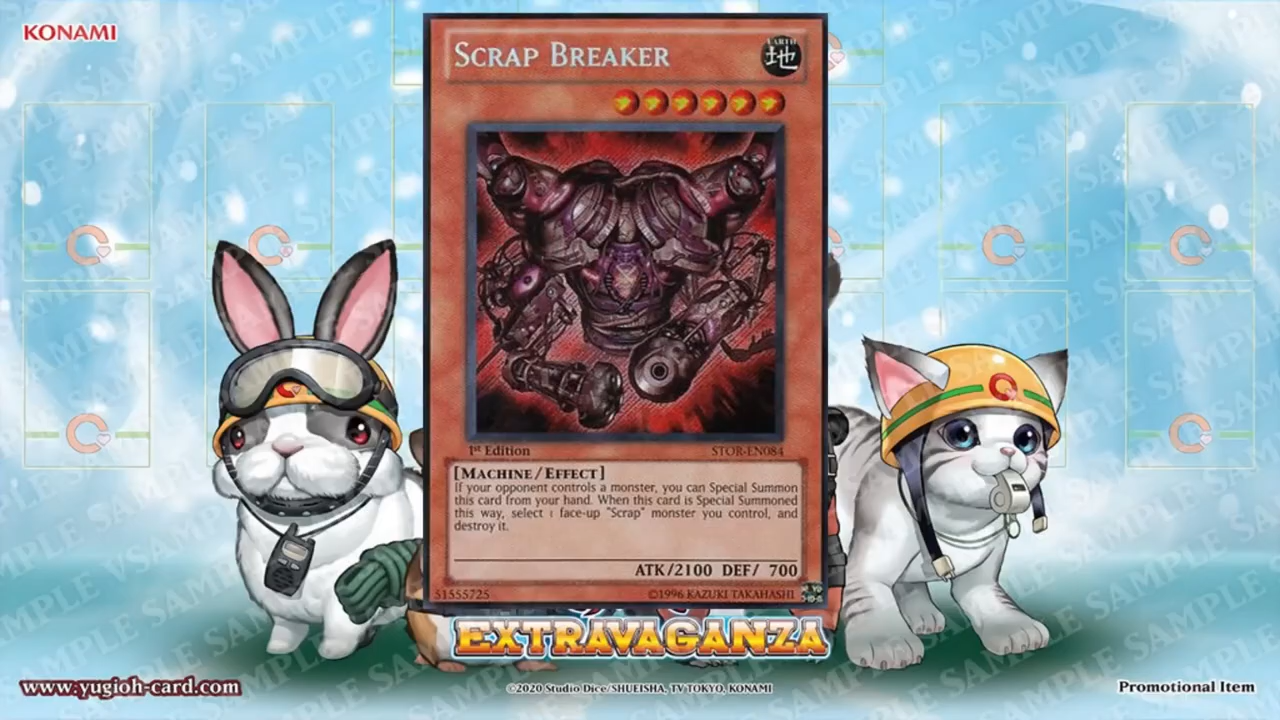 KONAMI
SCRAP BREAKER
EARTH
地
1st Edition
STOR-EN084
[MACHINE/EFFECT]
If your opponent controls a monster, you can Special Summon
this card from your hand. When this card is Special Summoned
this way, select 1 face-up "Scrap" monster you control, and
destroy it.
ATK/2100 DEF/ 700
51555725
©1996 KAZUKI TAKAHASHI
EXTRAVAGANZA
www.yugioh-card.com
©2020 Studio Dice/SHUEISHA, TV TOKYO, KONAMI
Promotional Item
SAMPLE